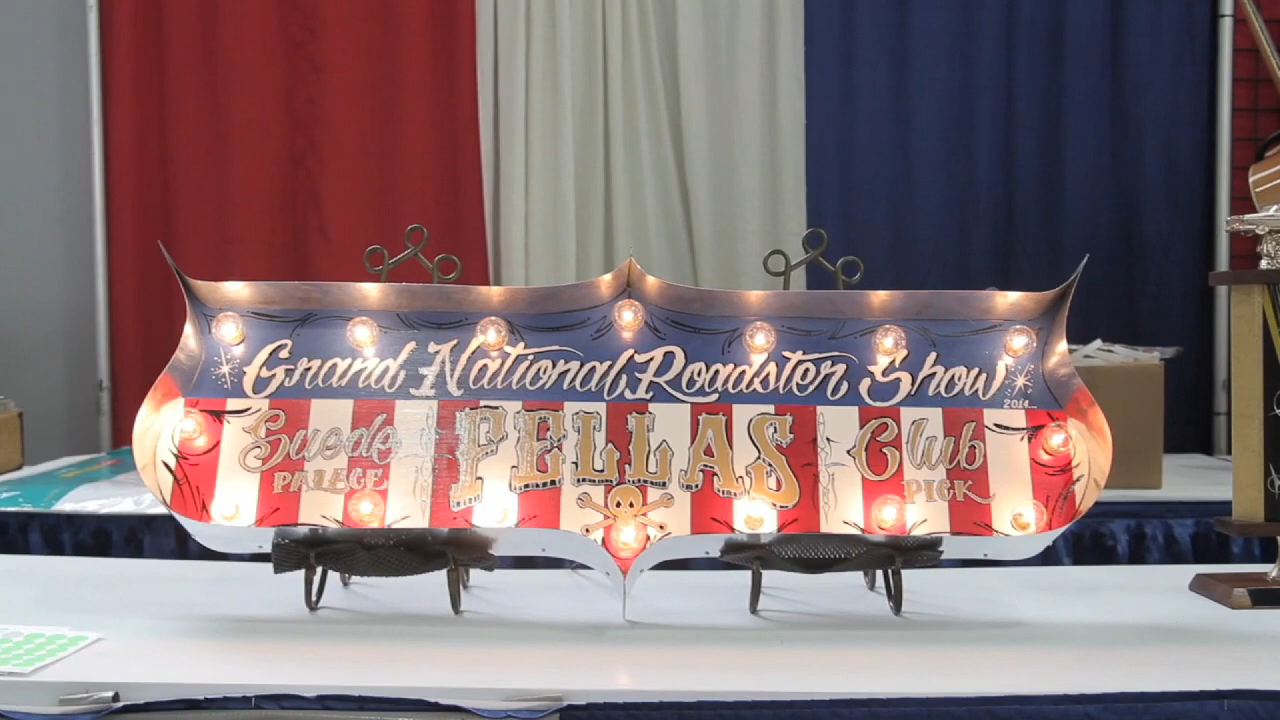 Grand National Roadster Show
2014...
Suede FELLAS Club
PALACE PICK